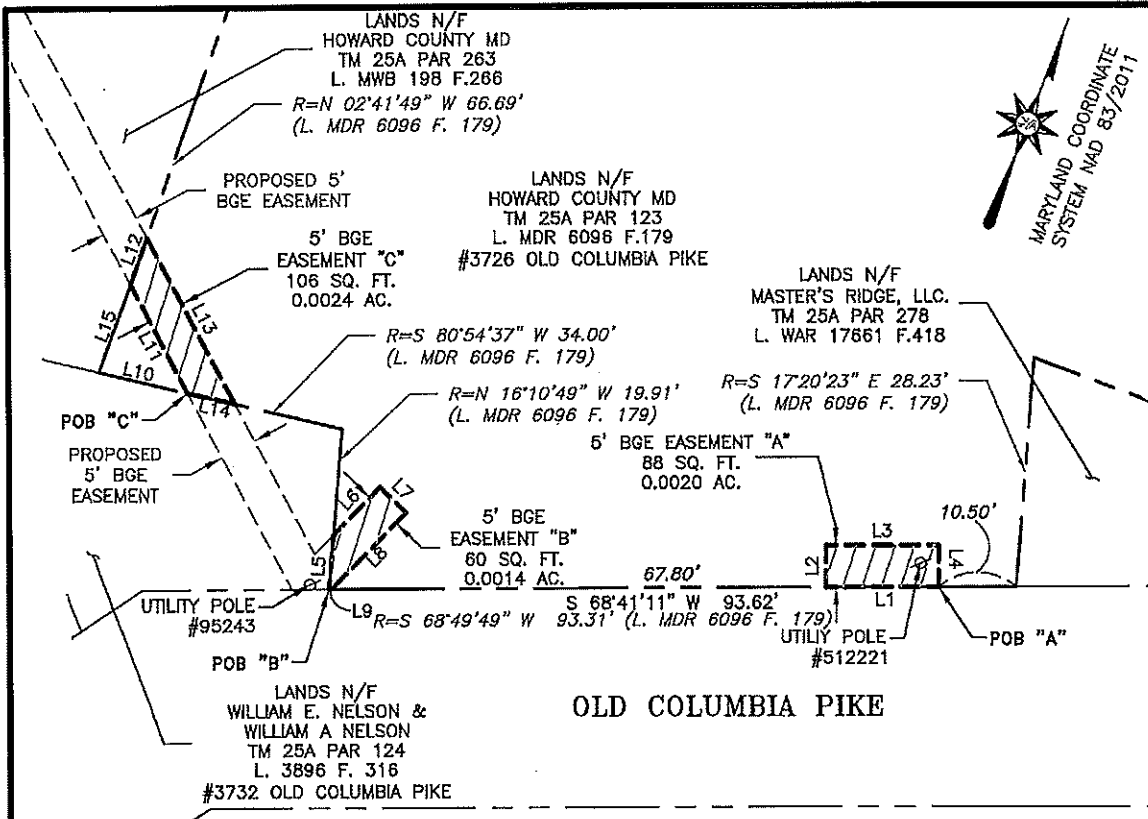 LANDS N/F
HOWARD COUNTY MD
TM 25A PAR 263
L. MWB 198 F.266
R=N 02°41'49" W 66.69'
(L. MDR 6096 F. 179)
MARYLAND COORDINATE
SYSTEM NAD 83/2011
PROPOSED 5'
BGE EASEMENT
LANDS N/F
HOWARD COUNTY MD
TM 25A PAR 123
L. MDR 6096 F.179
#3726 OLD COLUMBIA PIKE
5' BGE
EASEMENT "C"
106 SQ. FT.
0.0024 AC.
LANDS N/F
MASTER'S RIDGE, LLC.
TM 25A PAR 278
L. WAR 17661 F.418
L12
L13
L15
L11
L10
L14
R=S 80°54'37" W 34.00'
(L. MDR 6096 F. 179)
R=N 16°10'49" W 19.91'
(L. MDR 6096 F. 179)
R=S 17°20'23" E 28.23'
(L. MDR 6096 F. 179)
POB "C"
PROPOSED
5' BGE
EASEMENT
5' BGE EASEMENT "A"
88 SQ. FT.
0.0020 AC.
L6
L7
L5
L8
5' BGE
EASEMENT "B"
60 SQ. FT.
0.0014 AC.
10.50'
L3
L2
L4
L1
67.80'
S 68°41'11" W 93.62'
L9
R=S 68°49'49" W 93.31' (L. MDR 6096 F. 179)
UTILITY POLE
#95243
POB "B"
UTILIY POLE
#512221
POB "A"
LANDS N/F
WILLIAM E. NELSON &
WILLIAM A NELSON
TM 25A PAR 124
L. 3896 F. 316
#3732 OLD COLUMBIA PIKE
OLD COLUMBIA PIKE